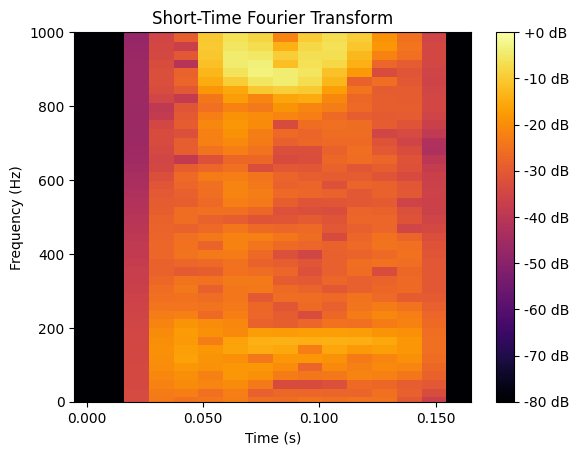 Short-Time Fourier Transform
1000
800
600
400
200
0
Frequency (Hz)
0.000
0.050
0.100
0.150
Time (s)
+0 dB
-10 dB
-20 dB
-30 dB
-40 dB
-50 dB
-60 dB
-70 dB
-80 dB